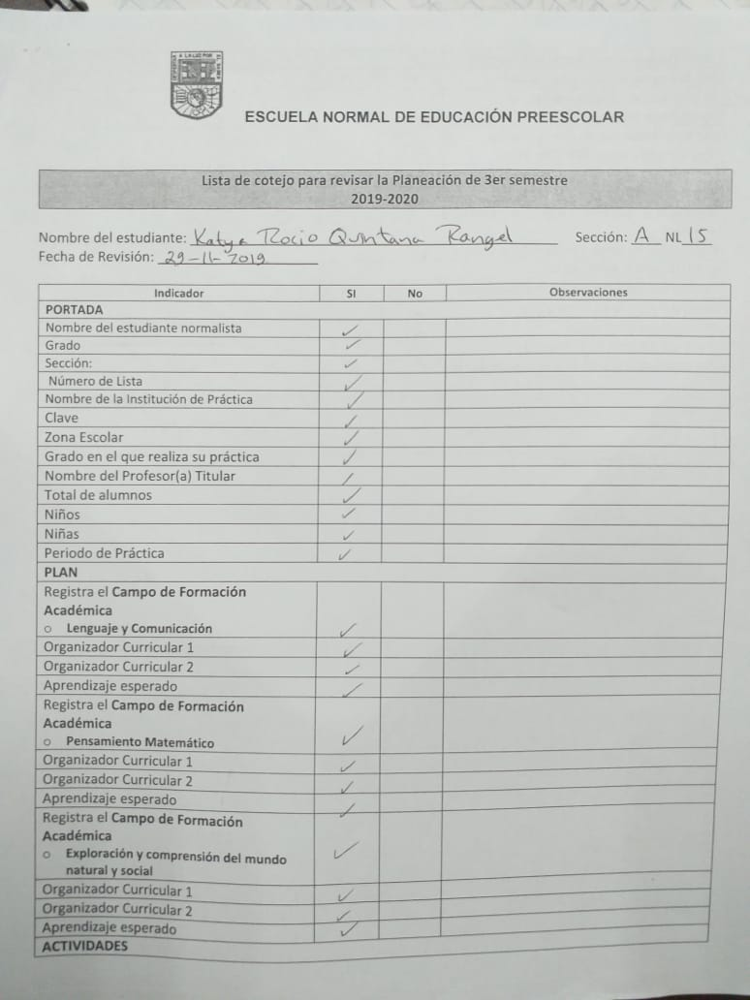 ESCUELA NORMAL DE EDUCACIÓN PREESCOLAR
Lista de cotejo para revisar la Planeación de 3er semestre
2019-2020
Nombre del estudiante: Katya Rocio Quintana Rangel Sección: A NL 15
Fecha de Revisión: 29-11-2019
Indicador SI No Observaciones
PORTADA
Nombre del estudiante normalista ✓
Grado ✓
Sección: ✓
Número de Lista ✓
Nombre de la Institución de Práctica ✓
Clave ✓
Zona Escolar ✓
Grado en el que realiza su práctica ✓
Nombre del Profesor(a) Titular ✓
Total de alumnos ✓
Niños ✓
Niñas ✓
Periodo de Práctica ✓
PLAN
Registra el Campo de Formación
Académica
○ Lenguaje y Comunicación ✓
Organizador Curricular 1 ✓
Organizador Curricular 2 ✓
Aprendizaje esperado ✓
Registra el Campo de Formación
Académica
○ Pensamiento Matemático ✓
Organizador Curricular 1 ✓
Organizador Curricular 2 ✓
Aprendizaje esperado ✓
Registra el Campo de Formación
Académica
○ Exploración y comprensión del mundo ✓
natural y social
Organizador Curricular 1 ✓
Organizador Curricular 2 ✓
Aprendizaje esperado ✓
ACTIVIDADES